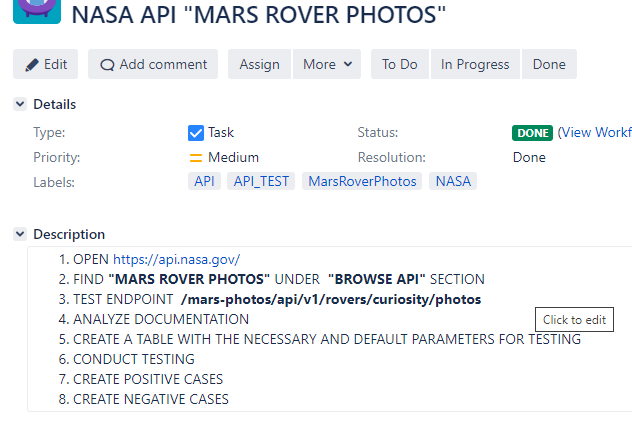 NASA API "MARS ROVER PHOTOS"
Edit Add comment Assign More To Do In Progress Done
Details
Type: Task Status: DONE (View Workf
Priority: Medium Resolution: Done
Labels: API API_TEST MarsRoverPhotos NASA
Description
1. OPEN https://api.nasa.gov/
2. FIND "MARS ROVER PHOTOS" UNDER "BROWSE API" SECTION
3. TEST ENDPOINT /mars-photos/api/v1/rovers/curiosity/photos
4. ANALYZE DOCUMENTATION
Click to edit
5. CREATE A TABLE WITH THE NECESSARY AND DEFAULT PARAMETERS FOR TESTING
6. CONDUCT TESTING
7. CREATE POSITIVE CASES
8. CREATE NEGATIVE CASES